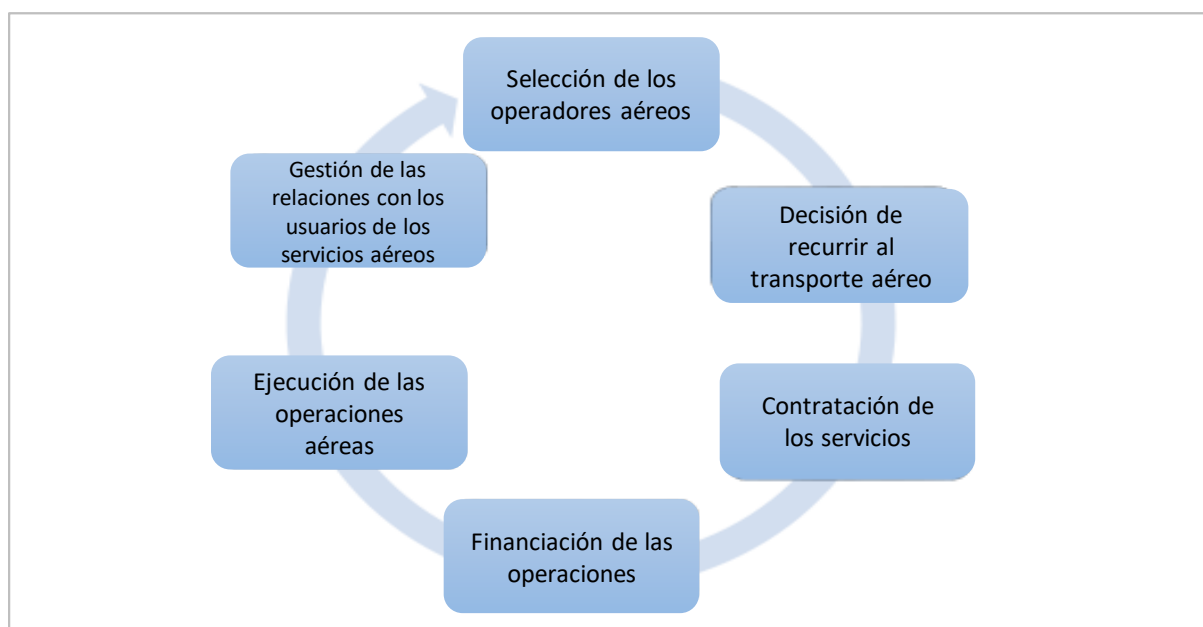 Selección de los
operadores aéreos
Decisión de
recurrir al
transporte aéreo
Contratación de
los servicios
Financiación de las
operaciones
Ejecución de las
operaciones
aéreas
Gestión de las
relaciones con los
usuarios de los
servicios aéreos